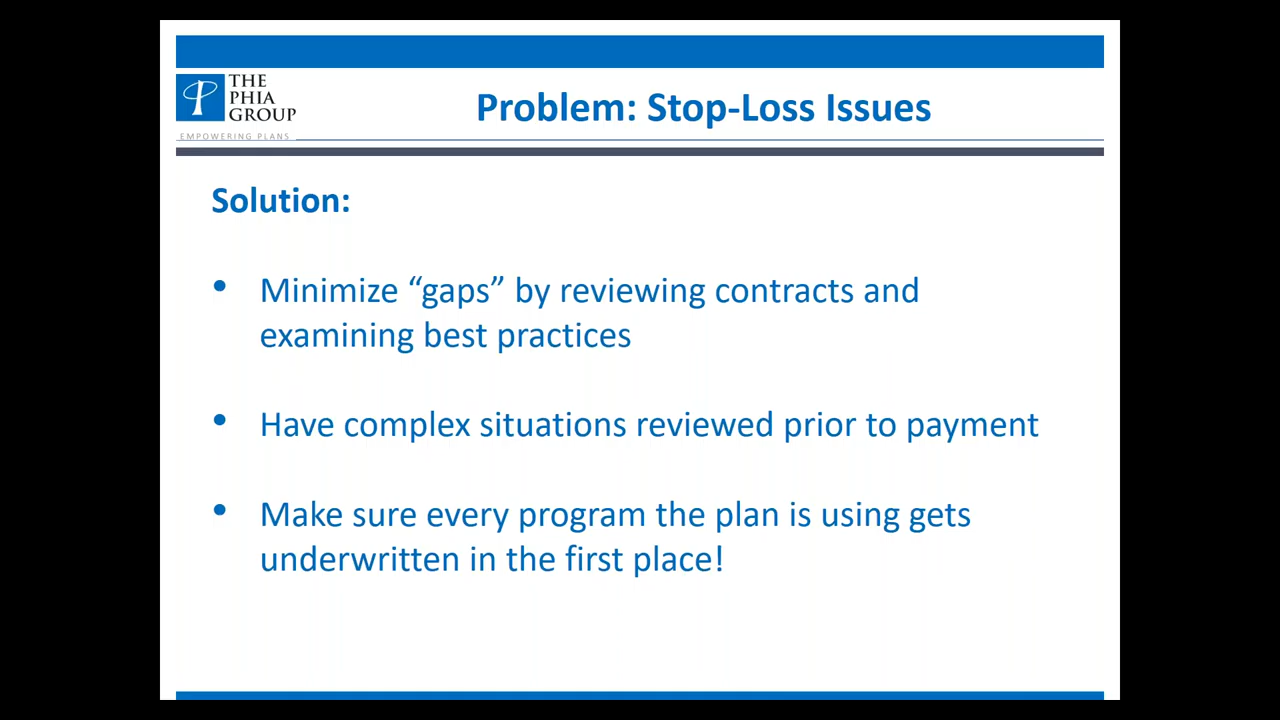 THE
PHIA
GROUP
EMPOWERING PLANS
Problem: Stop-Loss Issues
Solution:
• Minimize “gaps” by reviewing contracts and
examining best practices
• Have complex situations reviewed prior to payment
• Make sure every program the plan is using gets
underwritten in the first place!